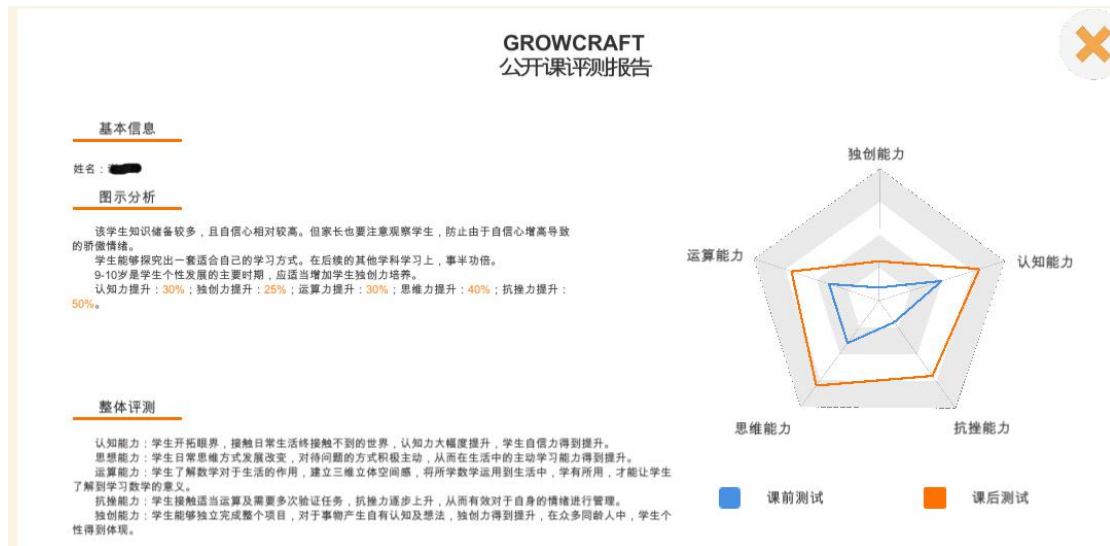 GROWCRAFT
公开课评测报告
基本信息
姓名：
图示分析
该学生知识储备较多，且自信心相对较高。但家长也要注意观察学生，防止由于自信心增高导致
的骄傲情绪。
学生能够探究出一套适合自己的学习方式。在后续的其他学科学习上，事半功倍。
9-10岁是学生个性发展的主要时期，应适当增加学生独创力培养。
认知力提升：30%；独创力提升：25%；运算力提升：30%；思维力提升：40%；抗挫力提升：
50%。
独创能力
运算能力
认知能力
思维能力
抗挫能力
课前测试
课后测试
整体评测
认知能力：学生开拓眼界，接触日常生活终接触不到的世界，认知力大幅度提升，学生自信力得到提升。
思想能力：学生日常思维方式发展改变，对待问题的方式积极主动，从而在生活中的主动学习能力得到提升。
运算能力：学生了解数学对于生活的作用，建立三维立体空间感，将所学数学运用到生活中，学有所用，才能让学生
了解到学习数学的意义。
抗挫能力：学生接触适当运算及需要多次验证任务，抗挫力逐步上升，从而有效对于自身的情绪进行管理。
独创能力：学生能够独立完成整个项目，对于事物产生自有认知及想法，独创力得到提升，在众多同龄人中，学生个
性得到体现。